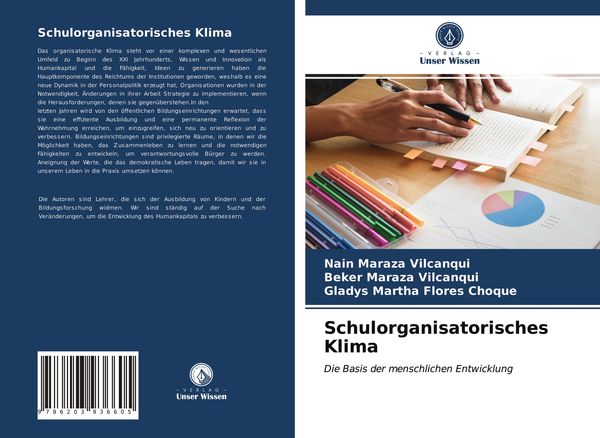 Schulorganisatorisches Klima
Das organisatorische Klima steht vor einer komplexen und wesentlichen
Umfeld zu Beginn des XXI Jahrhunderts, Wissen und Innovation als
Humankapital und die Fähigkeit, Ideen zu generieren haben die
Hauptkomponente des Reichtums der Institutionen geworden, weshalb es eine
neue Dynamik in der Personalpolitik erzeugt hat, Organisationen wurden in der
Notwendigkeit, Änderungen in ihrer Arbeit Strategie zu implementieren, wenn
die Herausforderungen, denen sie gegenüberstehen.In den
letzten Jahren wird von den öffentlichen Bildungseinrichtungen erwartet, dass
sie eine effiziente Ausbildung und eine permanente Reflexion der
Wahrnehmung erreichen, um einzugreifen, sich neu zu orientieren und zu
verbessern. Bildungseinrichtungen sind privilegierte Räume, in denen wir die
Möglichkeit haben, das Zusammenleben zu lernen und die notwendigen
Fähigkeiten zu entwickeln, um verantwortungsvolle Bürger zu werden.
Aneignung der Werte, die das demokratische Leben tragen, damit wir sie in
unserem Leben in die Praxis umsetzen können.
Die Autoren sind Lehrer, die sich der Ausbildung von Kindern und der
Bildungsforschung widmen. Wir sind ständig auf der Suche nach
Veränderungen, um die Entwicklung des Humankapitals zu verbessern.
9 786203 936605
VERLAG
Unser Wissen
VERLAG
Unser Wissen
Nain Maraza Vilcanqui
Beker Maraza Vilcanqui
Gladys Martha Flores Choque
Schulorganisatorisches
Klima
Die Basis der menschlichen Entwicklung